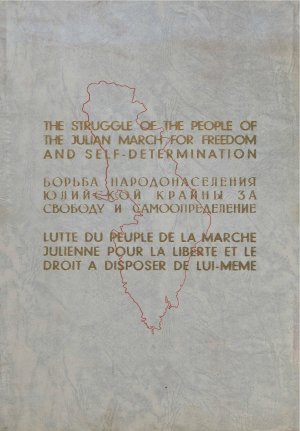 THE STRUGGLE OF THE PEOPLE OF
THE JULIAN MARCH FOR FREEDOM
AND SELF-DETERMINATION
БОРЬБА НАРОДОНАСЕЛЕНИЯ
ЮЛИЙСКОЙ КРАЙНЫ ЗА
СВОБОДУ И САМООПРЕДЕЛЕНИЕ
LUTTE DU PEUPLE DE LA MARCHE
JULIENNE POUR LA LIBERTE ET LE
DROIT A DISPOSER DE LUI-MEME